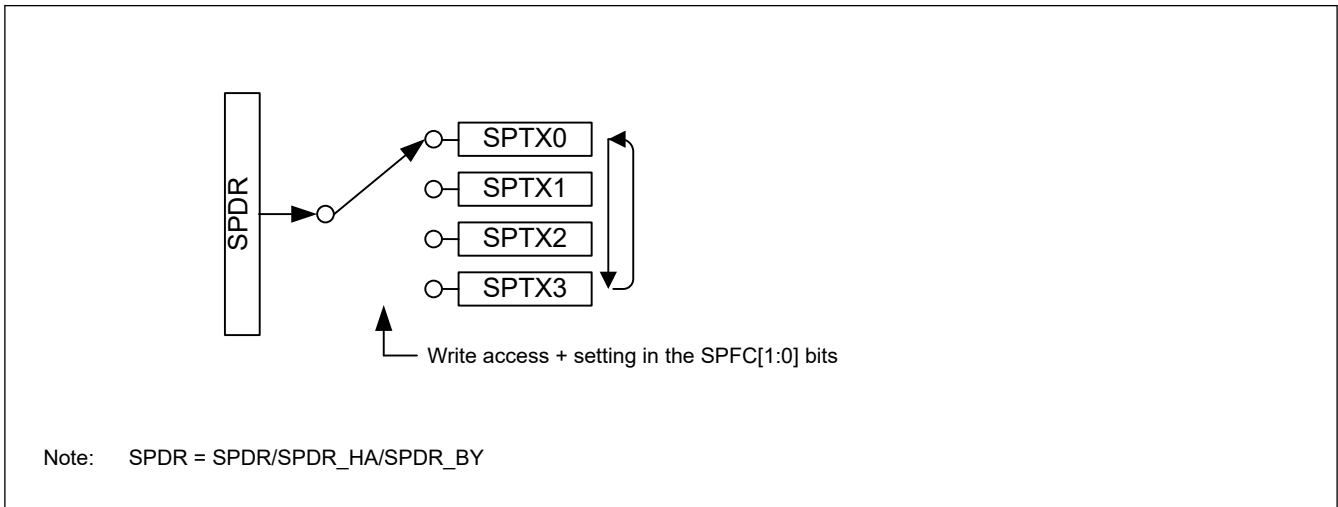 SPDR
SPTX0
SPTX1
SPTX2
SPTX3
Write access + setting in the SPFC[1:0] bits
Note: SPDR = SPDR/SPDR_HA/SPDR_BY